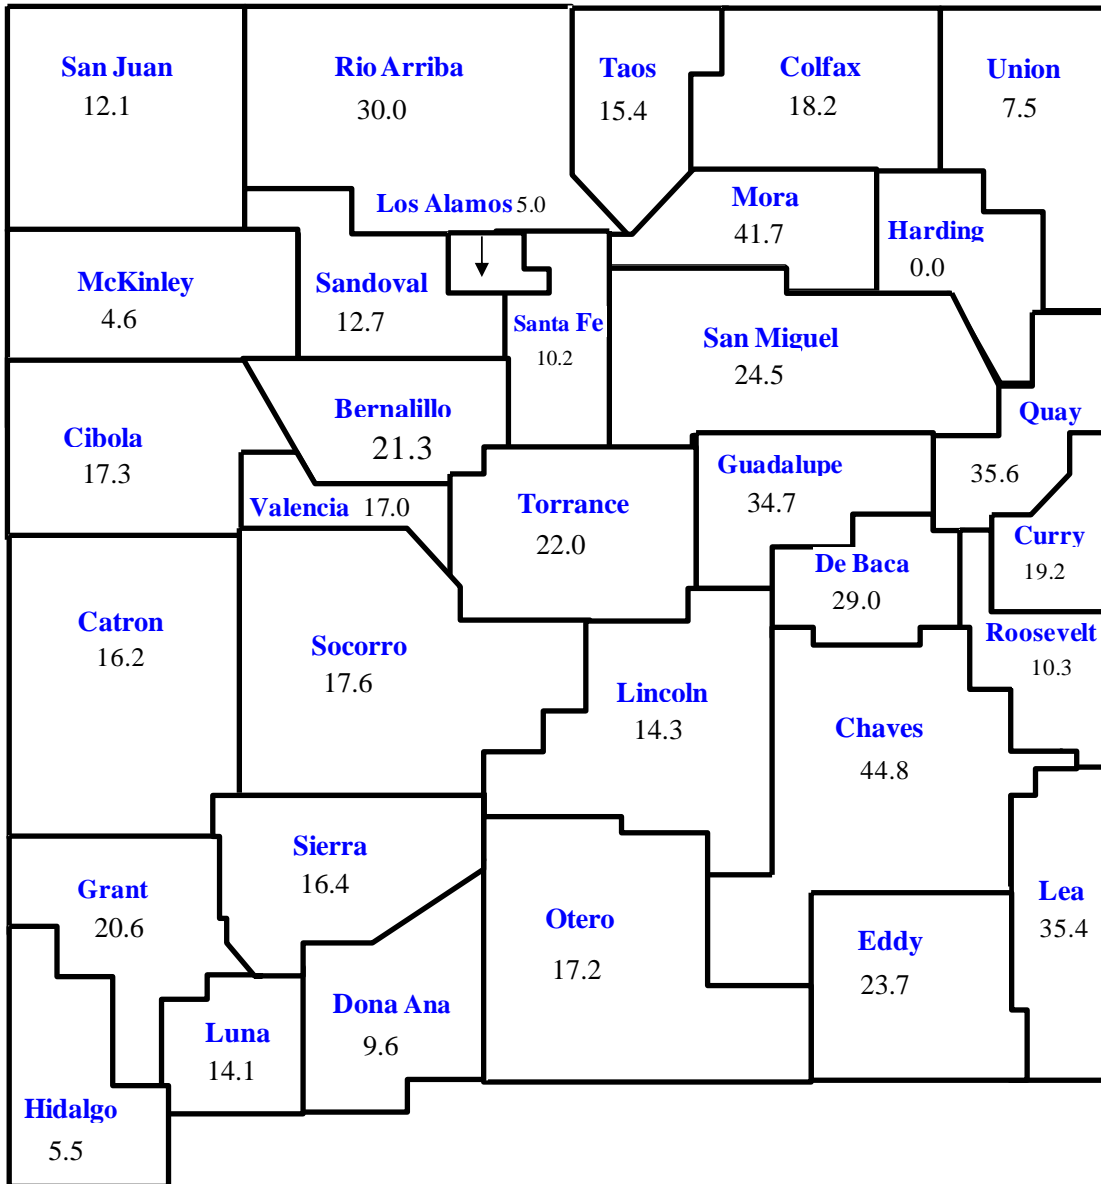 San Juan
12.1
Rio Arriba
30.0
Taos
15.4
Colfax
18.2
Union
7.5
Los Alamos 5.0
Mora
41.7
Harding
0.0
McKinley
4.6
Sandoval
12.7
Santa Fe
10.2
San Miguel
24.5
Quay
35.6
Cibola
17.3
Bernalillo
21.3
Valencia 17.0
Torrance
22.0
Guadalupe
34.7
Curry
19.2
De Baca
29.0
Roosevelt
10.3
Catron
16.2
Socorro
17.6
Lincoln
14.3
Chaves
44.8
Sierra
16.4
Grant
20.6
Otero
17.2
Eddy
23.7
Lea
35.4
Luna
14.1
Dona Ana
9.6
Hidalgo
5.5